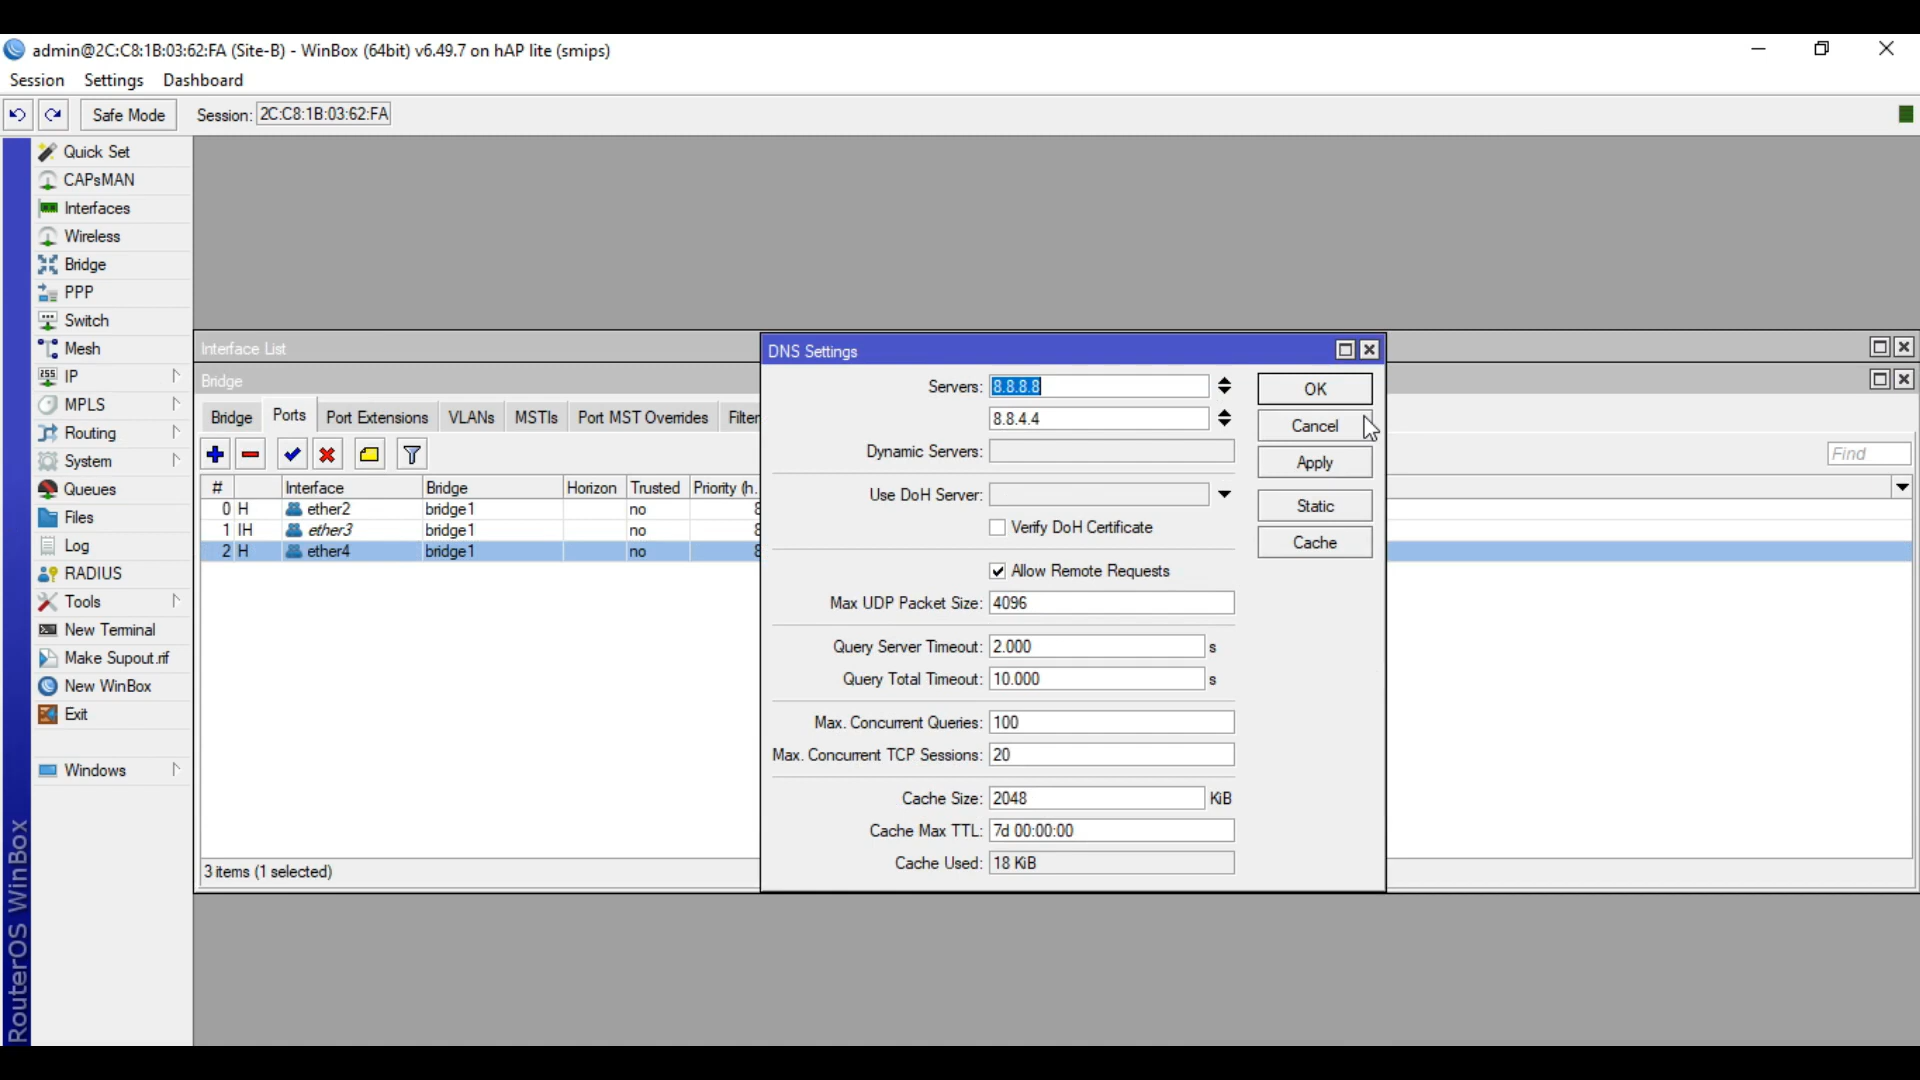 admin@2C:C8:1B:03:62:FA (Site-B) - WinBox (64bit) v6.49.7 on hAP lite (smips)
Session Settings Dashboard
Safe Mode Session: 2C:C8:1B:03:62:FA
Quick Set
CAPsMAN
Interfaces
Wireless
Bridge
PPP
Switch
Mesh
IP
MPLS
Routing
System
Queues
Files
Log
RADIUS
Tools
New Terminal
Make Supout.rif
New WinBox
Exit
Windows
RouterOS WinBox
Interface List
Bridge
Bridge Ports Port Extensions VLANs MSTIs Port MST Overrides Filter
Find
# Interface Bridge Horizon Trusted Priority (h.
0 H ether2 bridge1 no 8
1 IH ether3 bridge1 no 8
2 H ether4 bridge1 no 8
3 items (1 selected)
DNS Settings
Servers: 8.8.8.8
8.8.4.4
Dynamic Servers:
Use DoH Server:
Verify DoH Certificate
Allow Remote Requests
Max UDP Packet Size: 4096
Query Server Timeout: 2.000 s
Query Total Timeout: 10.000 s
Max. Concurrent Queries: 100
Max. Concurrent TCP Sessions: 20
Cache Size: 2048 KiB
Cache Max TTL: 7d 00:00:00
Cache Used: 18 KiB
OK
Cancel
Apply
Static
Cache